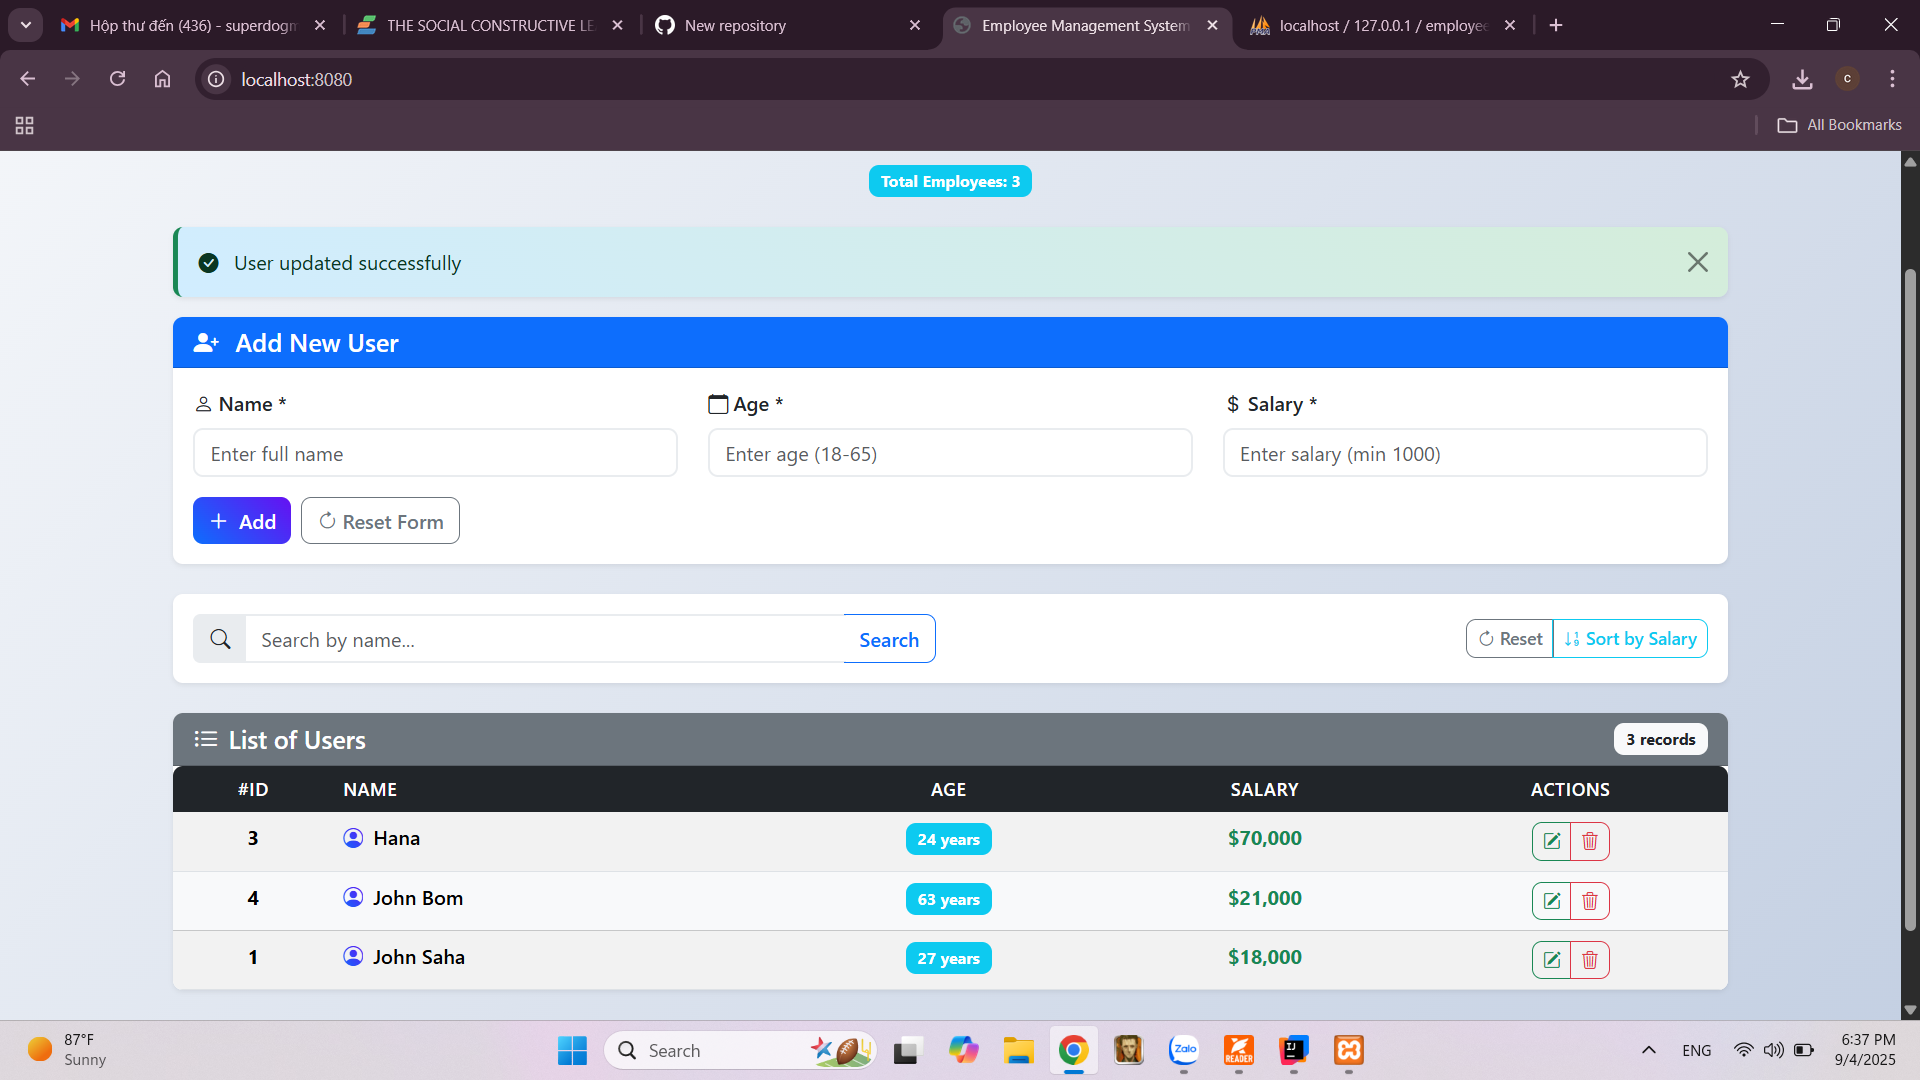 Hộp thư đến (436) - superdogm
THE SOCIAL CONSTRUCTIVE LE
New repository
Employee Management System
localhost / 127.0.0.1 / employee
localhost:8080
C
All Bookmarks
Total Employees: 3
User updated successfully
Add New User
Name *
Age *
$ Salary *
Enter full name
Enter age (18-65)
Enter salary (min 1000)
+ Add
Reset Form
Search by name...
Search
Reset
Sort by Salary
List of Users
3 records
#ID NAME AGE SALARY ACTIONS
3 Hana 24 years $70,000
4 John Bom 63 years $21,000
1 John Saha 27 years $18,000
87°F
Sunny
Search
Zalo
READER
IJ
ENG
6:37 PM
9/4/2025